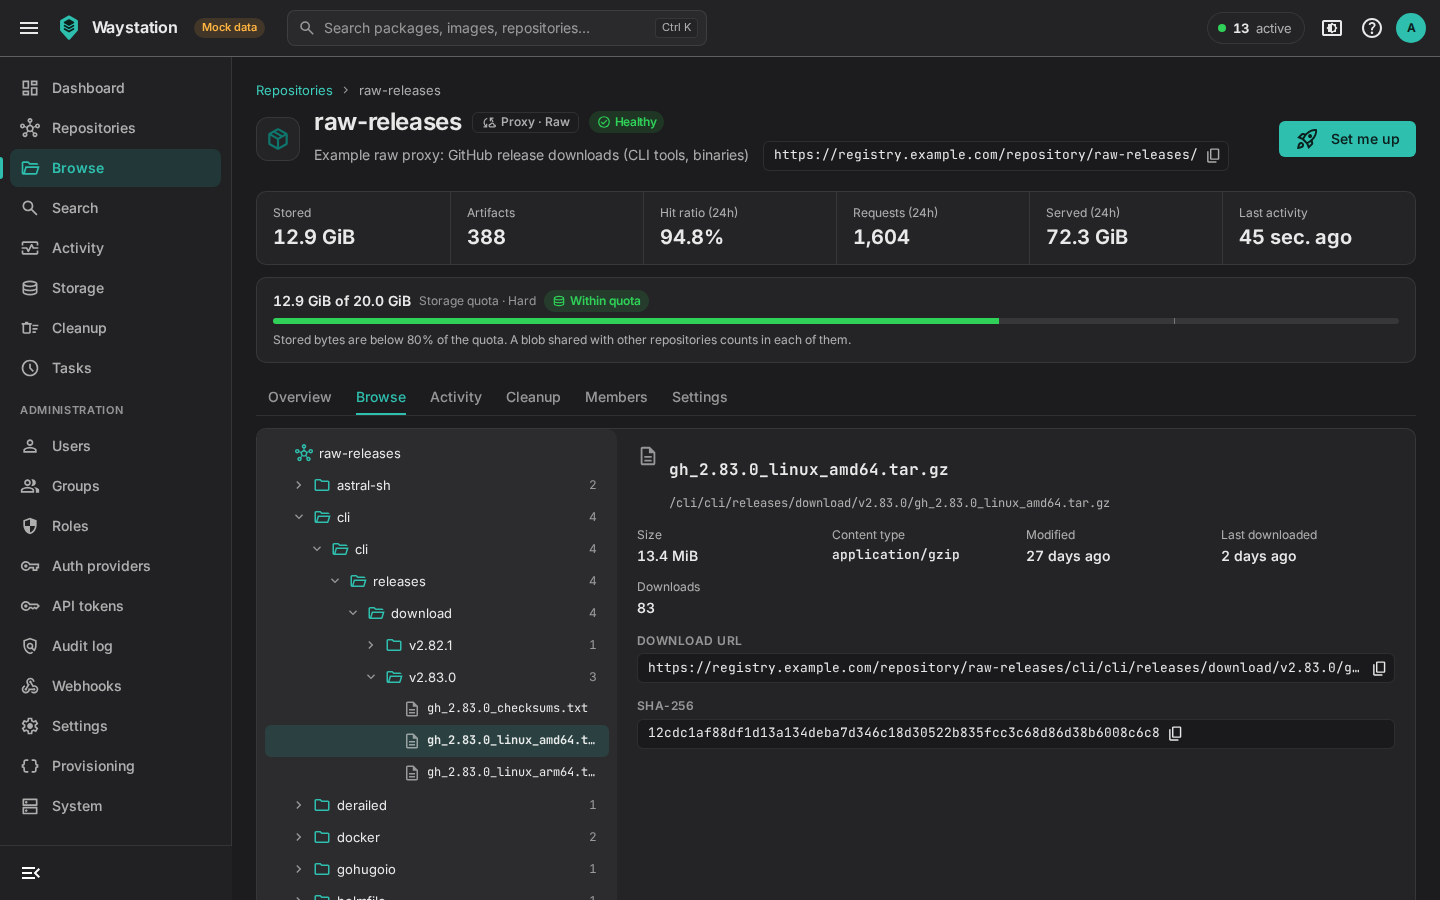 Waystation
Mock data
Search packages, images, repositories...
Ctrl K
13 active
A
Dashboard
Repositories
Browse
Search
Activity
Storage
Cleanup
Tasks
ADMINISTRATION
Users
Groups
Roles
Auth providers
API tokens
Audit log
Webhooks
Settings
Provisioning
System
Repositories > raw-releases
raw-releases
Proxy · Raw
Healthy
Example raw proxy: GitHub release downloads (CLI tools, binaries)
https://registry.example.com/repository/raw-releases/
Set me up
Stored
12.9 GiB
Artifacts
388
Hit ratio (24h)
94.8%
Requests (24h)
1,604
Served (24h)
72.3 GiB
Last activity
45 sec. ago
12.9 GiB of 20.0 GiB Storage quota · Hard Within quota
Stored bytes are below 80% of the quota. A blob shared with other repositories counts in each of them.
Overview Browse Activity Cleanup Members Settings
raw-releases
astral-sh 2
cli 4
cli 4
releases 4
download 4
v2.82.1 1
v2.83.0 3
gh_2.83.0_checksums.txt
gh_2.83.0_linux_amd64.t…
gh_2.83.0_linux_arm64.t…
derailed 1
docker 2
gohugoio 1
helmfile 1
gh_2.83.0_linux_amd64.tar.gz
/cli/cli/releases/download/v2.83.0/gh_2.83.0_linux_amd64.tar.gz
Size
13.4 MiB
Content type
application/gzip
Modified
27 days ago
Last downloaded
2 days ago
Downloads
83
DOWNLOAD URL
https://registry.example.com/repository/raw-releases/cli/cli/releases/download/v2.83.0/g…
SHA-256
12cdc1af88df1d13a134deba7d346c18d30522b835fcc3c68d86d38b6008c6c8